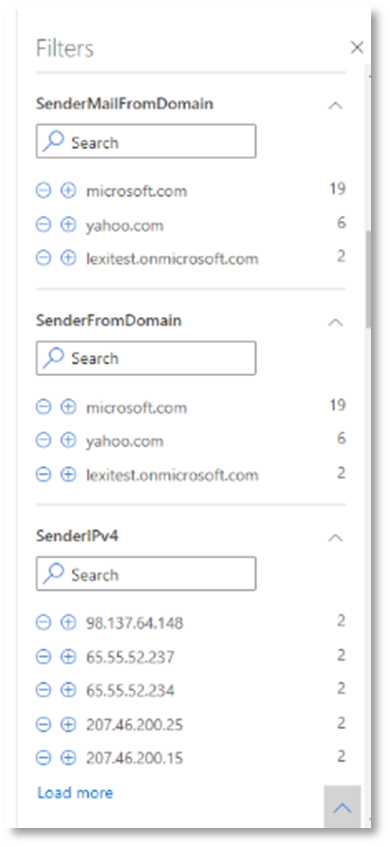 Filters
SenderMailFromDomain
Search
microsoft.com 19
yahoo.com 6
lexitest.onmicrosoft.com 2
SenderFromDomain
Search
microsoft.com 19
yahoo.com 6
lexitest.onmicrosoft.com 2
SenderIPv4
Search
98.137.64.148 2
65.55.52.237 2
65.55.52.234 2
207.46.200.25 2
207.46.200.15 2
Load more